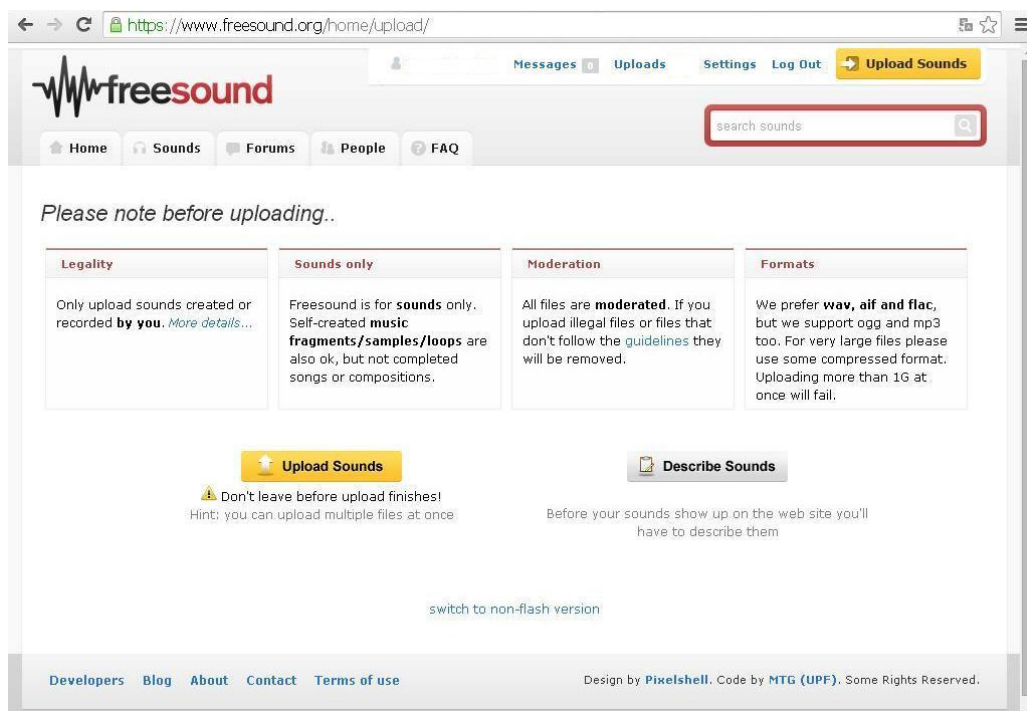 https://www.freesound.org/home/upload/
freesound
Messages 0 Uploads Settings Log Out Upload Sounds
search sounds
Home Sounds Forums People FAQ
Please note before uploading..
Legality
Only upload sounds created or
recorded by you. More details...
Sounds only
Freesound is for sounds only.
Self-created music
fragments/samples/loops are
also ok, but not completed
songs or compositions.
Moderation
All files are moderated. If you
upload illegal files or files that
don't follow the guidelines they
will be removed.
Formats
We prefer wav, aif and flac,
but we support ogg and mp3
too. For very large files please
use some compressed format.
Uploading more than 1G at
once will fail.
Upload Sounds
Don't leave before upload finishes!
Hint: you can upload multiple files at once
Describe Sounds
Before your sounds show up on the web site you'll
have to describe them
switch to non-flash version
Developers Blog About Contact Terms of use
Design by Pixelshell. Code by MTG (UPF). Some Rights Reserved.